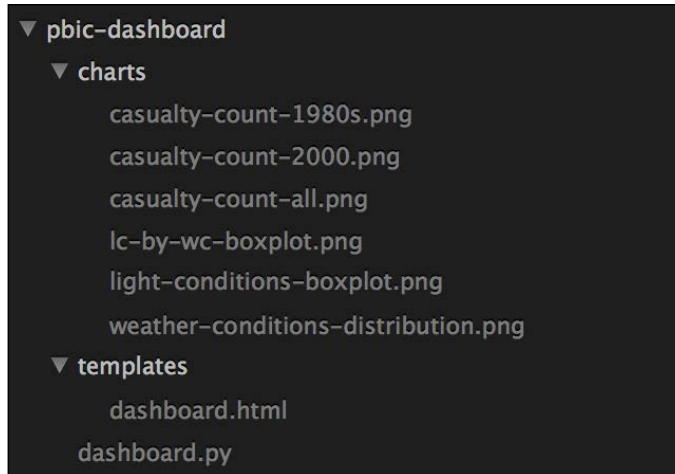 pbic-dashboard
charts
casualty-count-1980s.png
casualty-count-2000.png
casualty-count-all.png
lc-by-wc-boxplot.png
light-conditions-boxplot.png
weather-conditions-distribution.png
templates
dashboard.html
dashboard.py